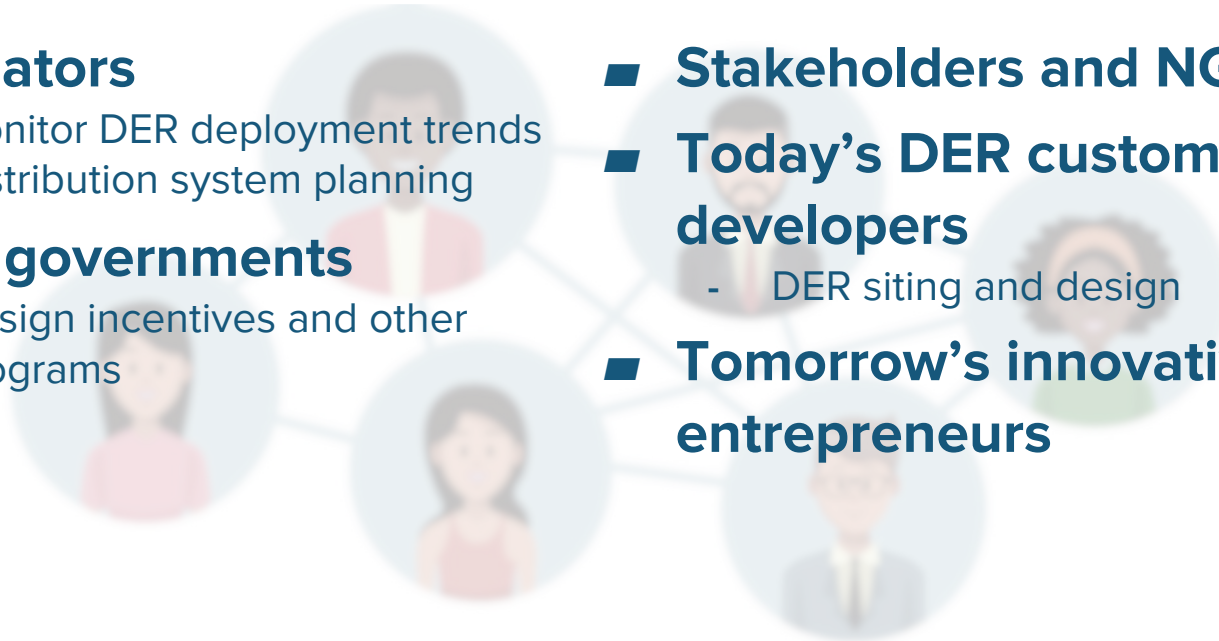 ators
onitor DER deployment trends
stribution system planning
governments
sign incentives and other
ograms
Stakeholders and NG
Today’s DER custom
developers
- DER siting and design
Tomorrow’s innovati
entrepreneurs